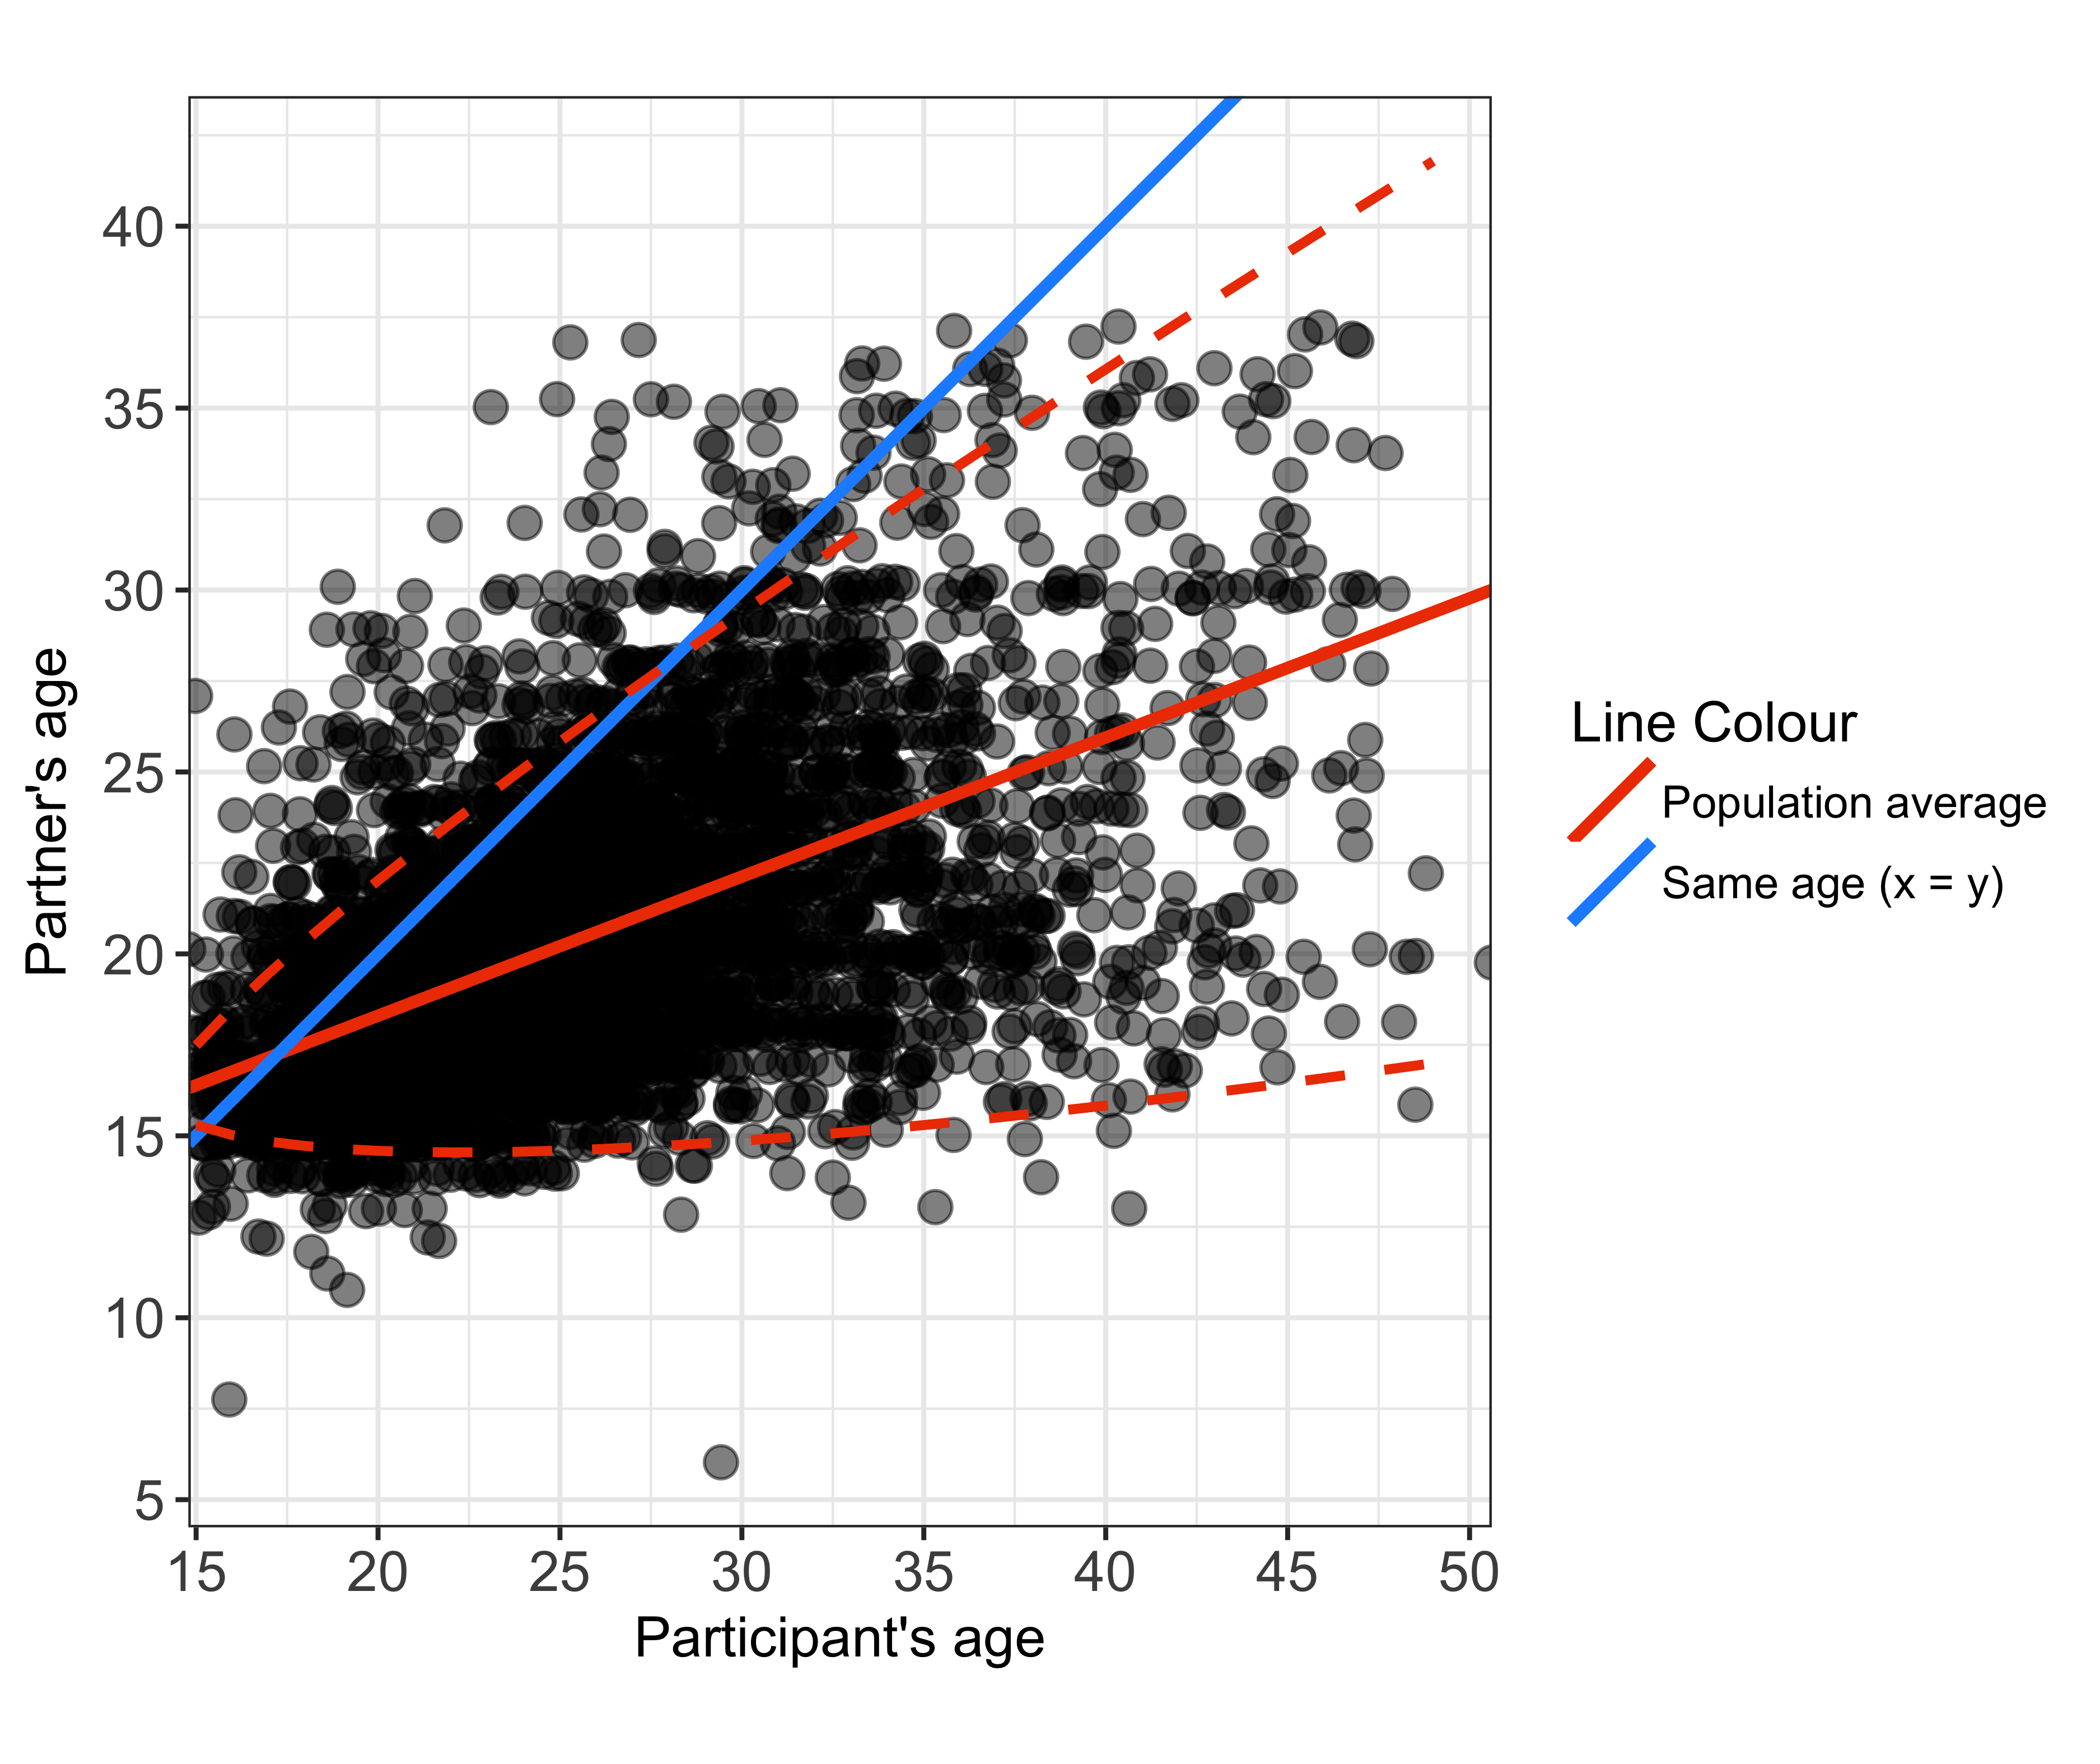 Partner's age
40
35
30
25
20
15
10
5
15 20 25 30 35 40 45 50
Participant's age
Line Colour
Population average
Same age (x = y)